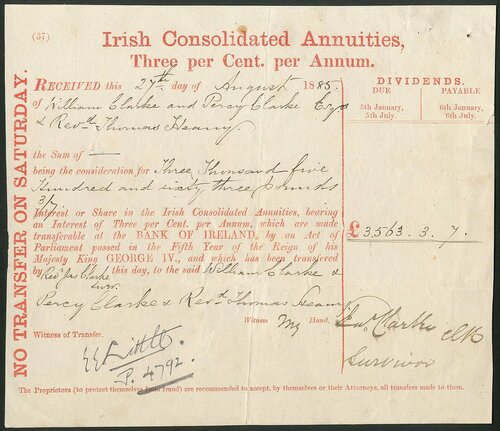 (37)
Irish Consolidated Annuities,
Three per Cent. per Annum.
NO TRANSFER ON SATURDAY.
RECEIVED this 27th day of August 1885.
of William Clarke and Percy Clarke Esqrs
& Revd. Thomas Heany.
the Sum of —
being the consideration for Three Thousand five
Hundred and sixty three pounds
3/7
Interest or Share in the Irish Consolidated Annuities, bearing
an Interest of Three per Cent. per Annum, which are made
transferable at the BANK OF IRELAND, by an Act of
Parliament passed in the Fifth Year of the Reign of his
Majesty King GEORGE IV., and which has been transferred
by Revd Jas Clarke this day, to the said William Clarke &
surv.
Percy Clarke & Revd. Thomas Heany
Witness My Hand,
Witness of Transfer.
P. 4792.
DIVIDENDS.
DUE PAYABLE
5th January, 6th January,
5th July. 6th July.
£3,563. 3. 7.
Jas. Clarke
Survivor
The Proprietors (to protect themselves from fraud) are recommended to accept, by themselves or their Attorneys, all transfers made to them.